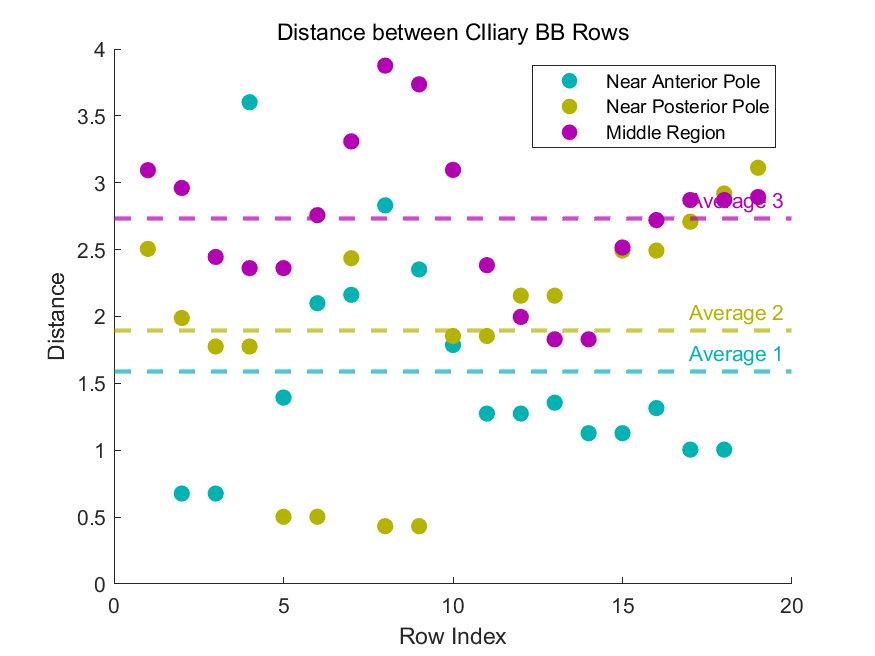 Distance between CIliary BB Rows
4
3.5
3
2.5
2
1.5
1
0.5
0
Distance
Near Anterior Pole
Near Posterior Pole
Middle Region
Average 3
Average 2
Average 1
0 5 10 15 20
Row Index